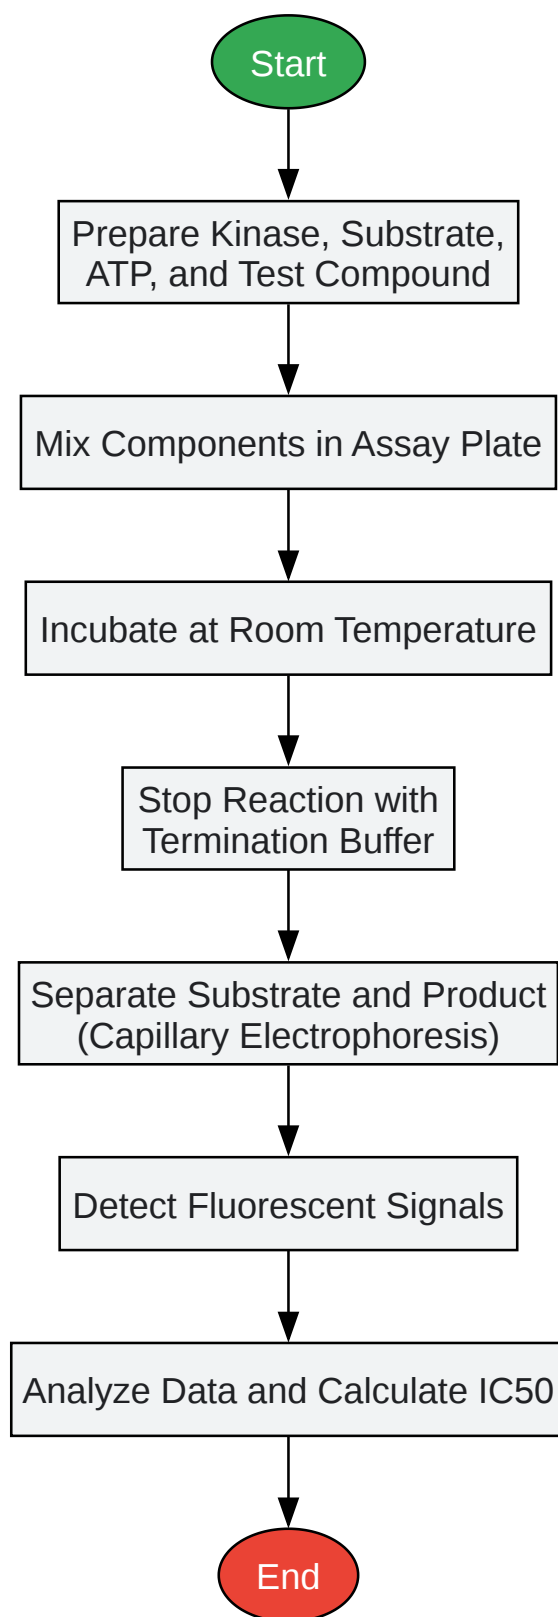 Start
Prepare Kinase, Substrate,
ATP, and Test Compound
Mix Components in Assay Plate
Incubate at Room Temperature
Stop Reaction with
Termination Buffer
Separate Substrate and Product
(Capillary Electrophoresis)
Detect Fluorescent Signals
Analyze Data and Calculate IC50
End